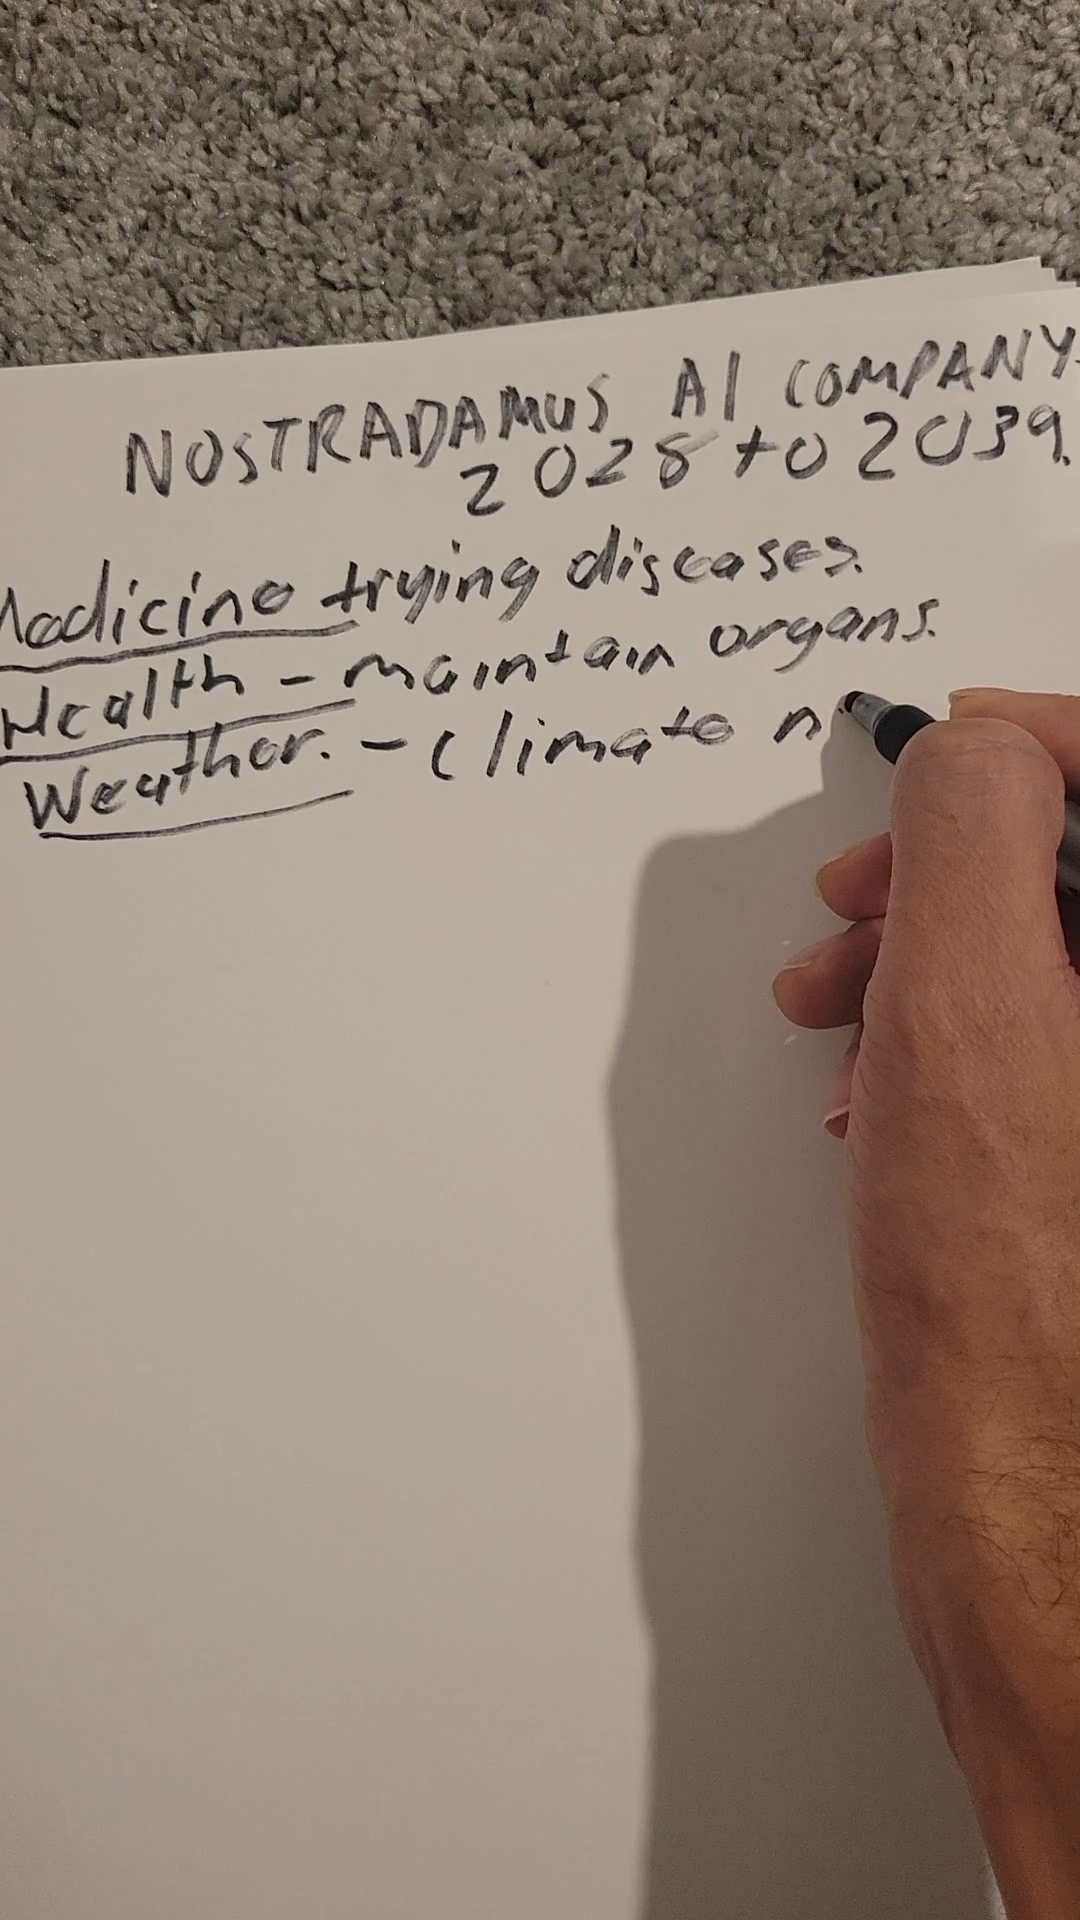 NOSTRADAMUS AI COMPANY.
2028 to 2039.
Medicine trying diseases.
Health - maintain organs.
Weather. - Climate n